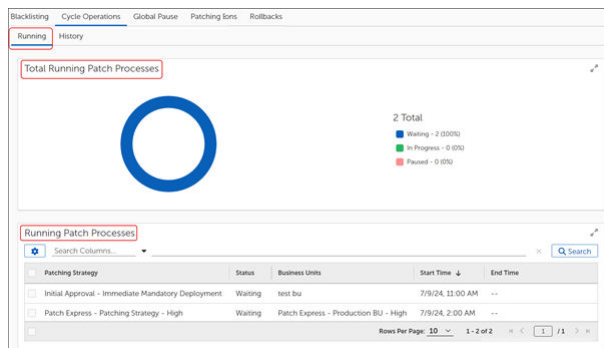 Blacklisting Cycle Operations Global Pause Patching Ions Rollbacks
Running History
Total Running Patch Processes
2 Total
Waiting - 2 (100%)
In Progress - 0 (0%)
Paused - 0 (0%)
Running Patch Processes
Search Columns... Search
Patching Strategy Status Business Units Start Time ↓ End Time
Initial Approval - Immediate Mandatory Deployment Waiting test bu 7/9/24, 11:00 AM --
Patch Express - Patching Strategy - High Waiting Patch Express - Production BU - High 7/9/24, 2:00 AM --
Rows Per Page: 10 1 - 2 of 2 1 / 1